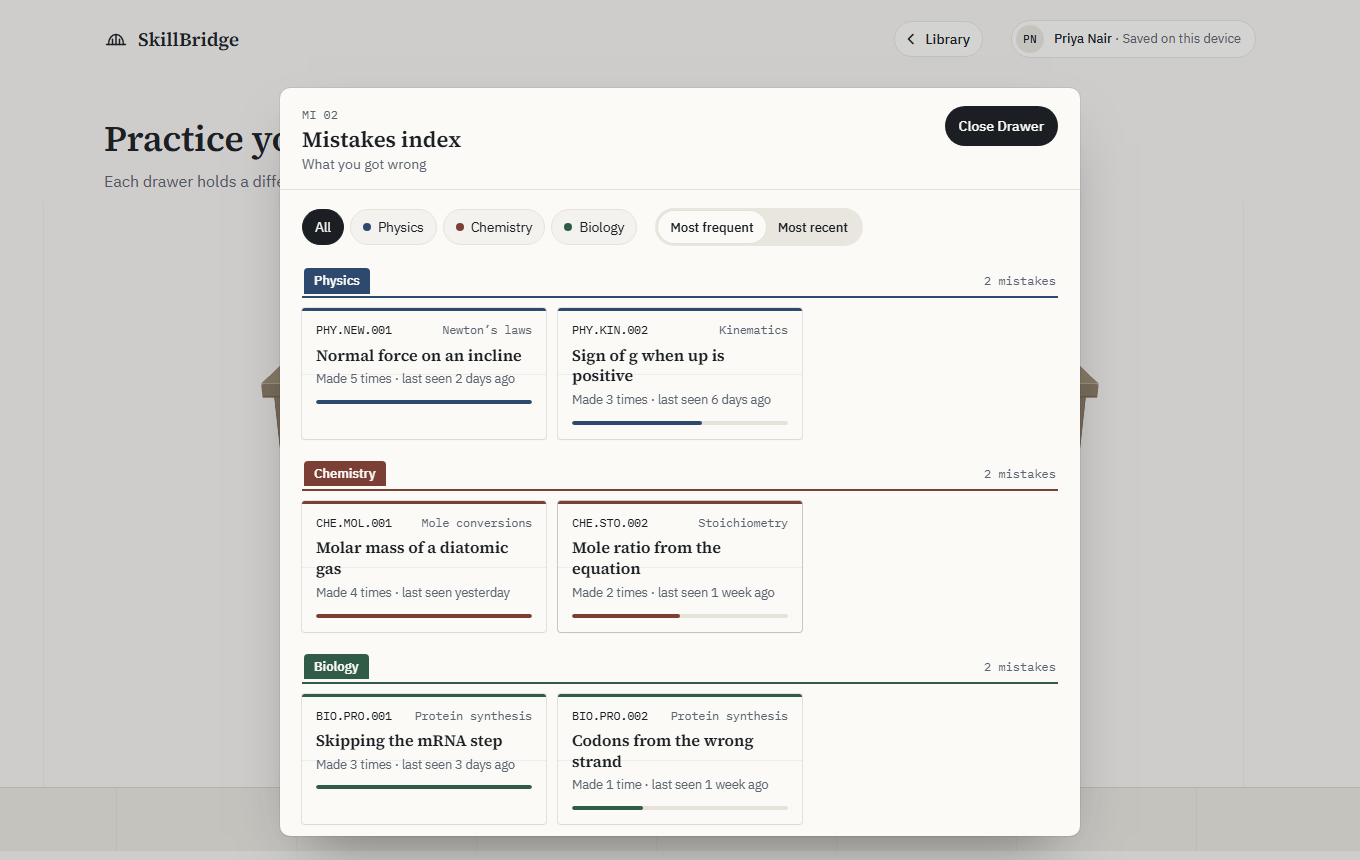 SkillBridge
Library
PN
Priya Nair · Saved on this device
Practice yo
Each drawer holds a diffe
MI 02
Mistakes index
What you got wrong
Close Drawer
All
Physics
Chemistry
Biology
Most frequent
Most recent
Physics
2 mistakes
PHY.NEW.001
Newton’s laws
Normal force on an incline
Made 5 times · last seen 2 days ago
PHY.KIN.002
Kinematics
Sign of g when up is
positive
Made 3 times · last seen 6 days ago
Chemistry
2 mistakes
CHE.MOL.001
Mole conversions
Molar mass of a diatomic
gas
Made 4 times · last seen yesterday
CHE.STO.002
Stoichiometry
Mole ratio from the
equation
Made 2 times · last seen 1 week ago
Biology
2 mistakes
BIO.PRO.001
Protein synthesis
Skipping the mRNA step
Made 3 times · last seen 3 days ago
BIO.PRO.002
Protein synthesis
Codons from the wrong
strand
Made 1 time · last seen 1 week ago